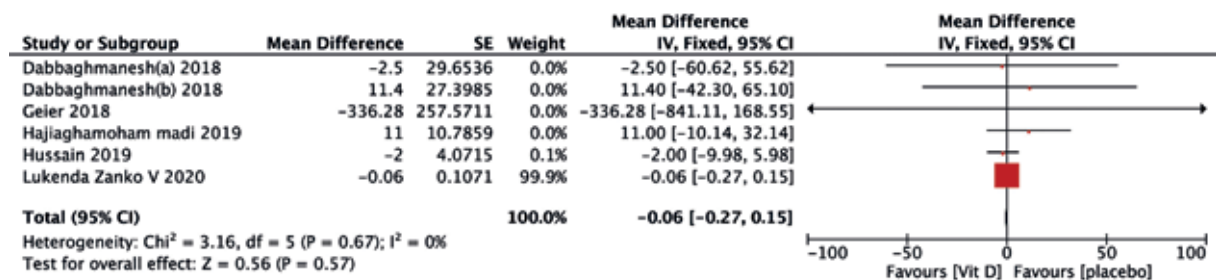 Mean Difference Mean Difference
Study or Subgroup Mean Difference SE Weight IV, Fixed, 95% CI IV, Fixed, 95% CI
Dabbaghmanesh(a) 2018 -2.5 29.6536 0.0% -2.50 [-60.62, 55.62]
Dabbaghmanesh(b) 2018 11.4 27.3985 0.0% 11.40 [-42.30, 65.10]
Geier 2018 -336.28 257.5711 0.0% -336.28 [-841.11, 168.55]
Hajiaghamoham madi 2019 11 10.7859 0.0% 11.00 [-10.14, 32.14]
Hussain 2019 -2 4.0715 0.1% -2.00 [-9.98, 5.98]
Lukenda Zanko V 2020 -0.06 0.1071 99.9% -0.06 [-0.27, 0.15]
Total (95% CI) 100.0% -0.06 [-0.27, 0.15]
Heterogeneity: Chi² = 3.16, df = 5 (P = 0.67); I² = 0%
Test for overall effect: Z = 0.56 (P = 0.57)
-100 -50 0 50 100
Favours [Vit D] Favours [placebo]